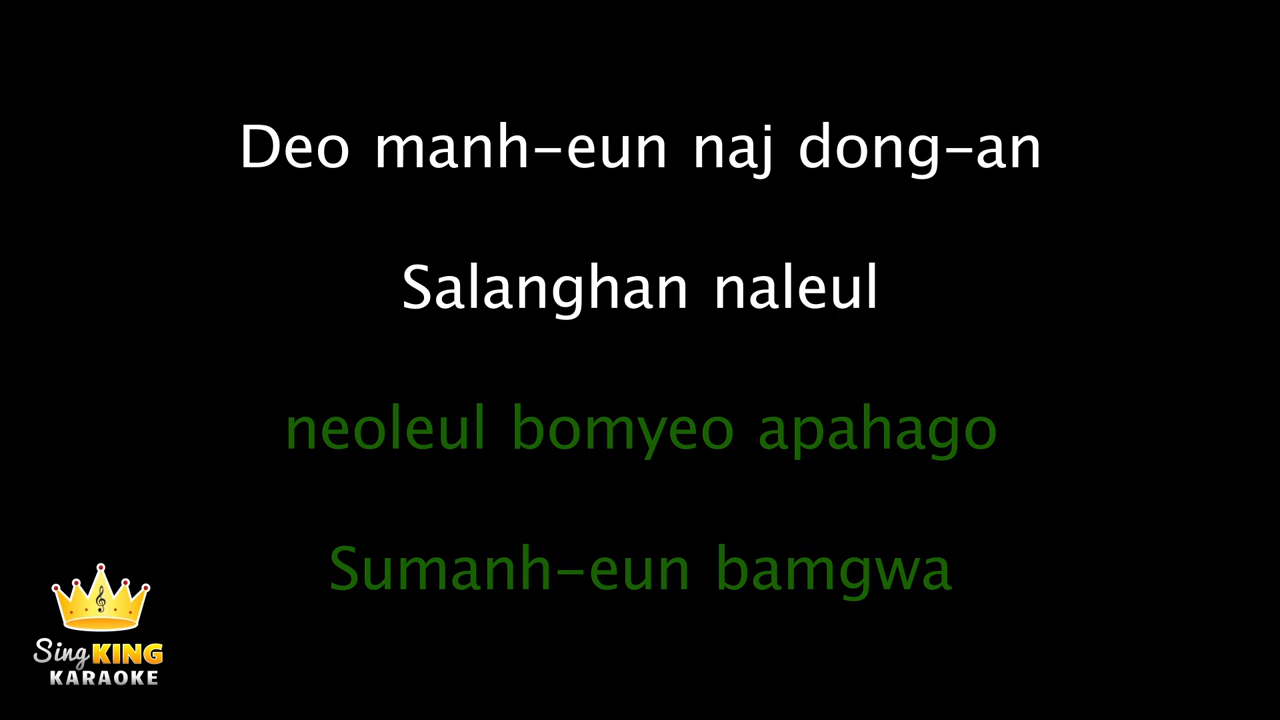 Deo manh-eun naj dong-an
Salanghan naleul
neoleul bomyeo apahago
Sumanh-eun bamgwa
Sing KING
KARAOKE